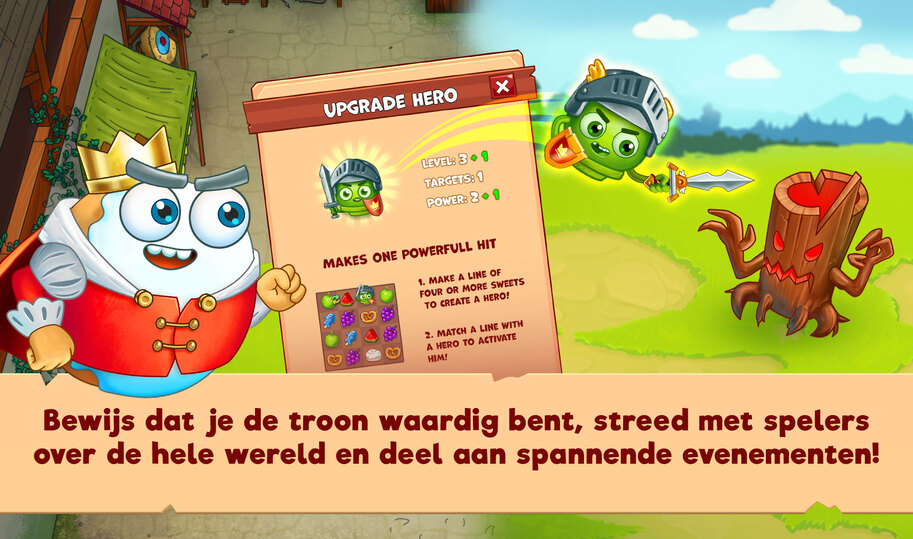 UPGRADE HERO
LEVEL: 3 + 1
TARGETS: 1
POWER: 2 + 1
MAKES ONE POWERFULL HIT
1. MAKE A LINE OF
FOUR OR MORE SWEETS
TO CREATE A HERO!
2. MATCH A LINE WITH
A HERO TO ACTIVATE
HIM!
Bewijs dat je de troon waardig bent, streed met spelers
over de hele wereld en deel aan spannende evenementen!